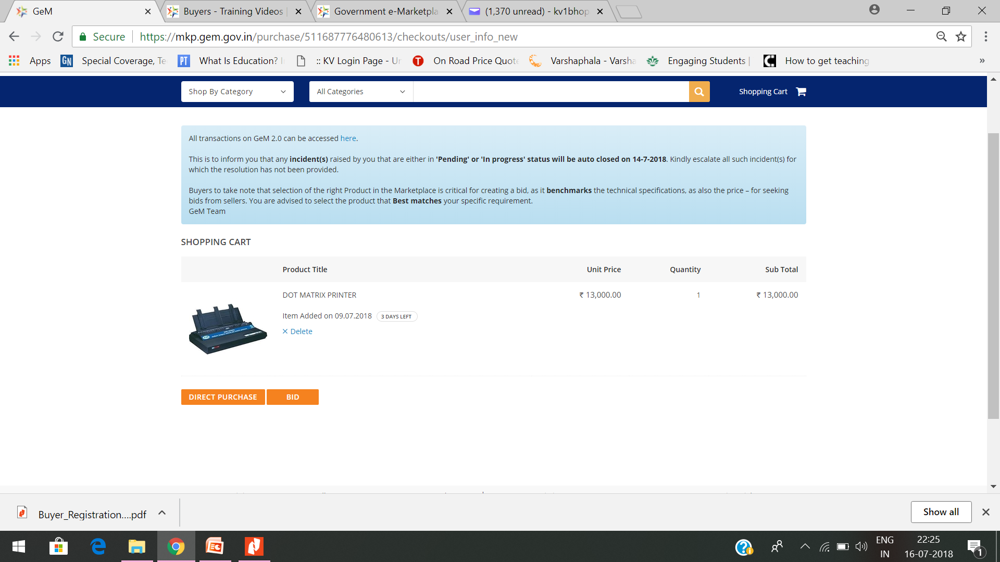 GeM
Buyers - Training Videos |
Government e-Marketpla
(1,370 unread) - kv1bhop
Secure
https://mkp.gem.gov.in/purchase/511687776480613/checkouts/user_info_new
Apps
GN
Special Coverage, Te
PT
What Is Education? I
:: KV Login Page - Ur
T
On Road Price Quote
Varshaphala - Varsha
Engaging Students |
How to get teaching
»
Shop By Category
All Categories
Shopping Cart
All transactions on GeM 2.0 can be accessed here.
This is to inform you that any incident(s) raised by you that are either in 'Pending' or 'In progress' status will be auto closed on 14-7-2018. Kindly escalate all such incident(s) for
which the resolution has not been provided.
Buyers to take note that selection of the right Product in the Marketplace is critical for creating a bid, as it benchmarks the technical specifications, as also the price – for seeking
bids from sellers. You are advised to select the product that Best matches your specific requirement.
GeM Team
SHOPPING CART
Product Title Unit Price Quantity Sub Total
DOT MATRIX PRINTER ₹ 13,000.00 1 ₹ 13,000.00
Item Added on 09.07.2018 3 DAYS LEFT
× Delete
DIRECT PURCHASE
BID
Buyer_Registration....pdf
Show all
ENG
IN
22:25
16-07-2018
1